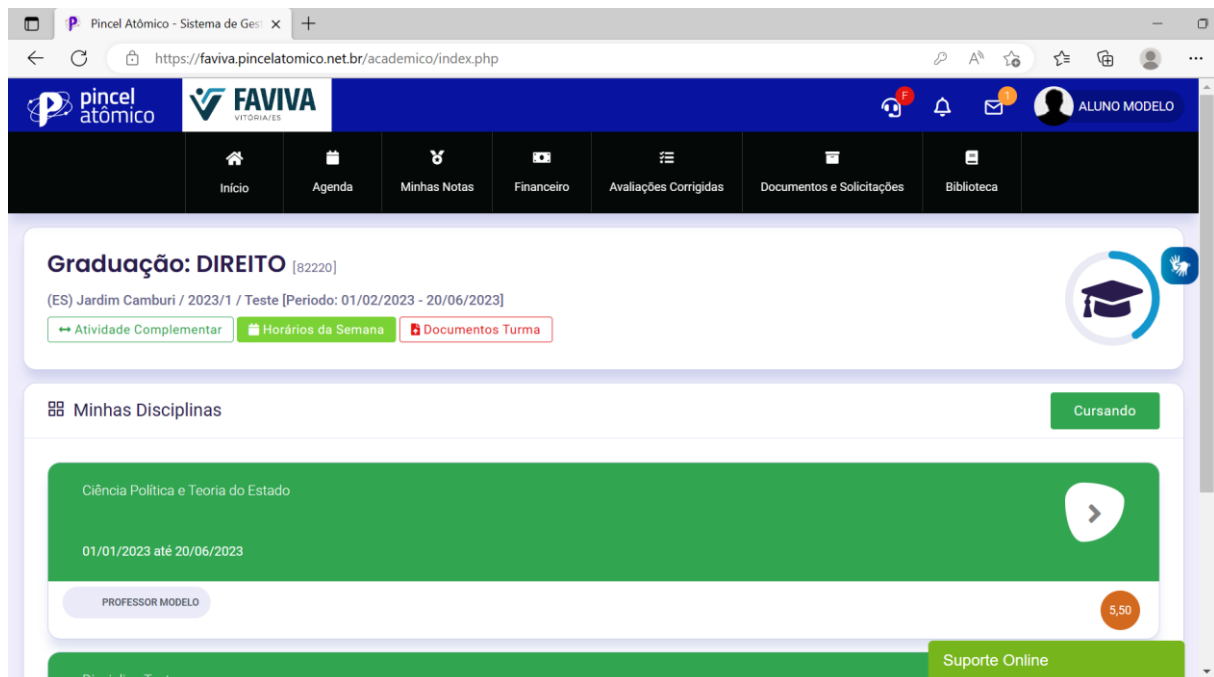 Pincel Atômico - Sistema de Ges
https://faviva.pincelatomico.net.br/academico/index.php
pincel
atômico
FAVIVA
VITÓRIA/ES
F
1
ALUNO MODELO
Início
Agenda
Minhas Notas
Financeiro
Avaliações Corrigidas
Documentos e Solicitações
Biblioteca
Graduação: DIREITO [82220]
(ES) Jardim Camburi / 2023/1 / Teste [Periodo: 01/02/2023 - 20/06/2023]
Atividade Complementar
Horários da Semana
Documentos Turma
Minhas Disciplinas
Cursando
Ciência Política e Teoria do Estado
01/01/2023 até 20/06/2023
PROFESSOR MODELO
5,50
Suporte Online